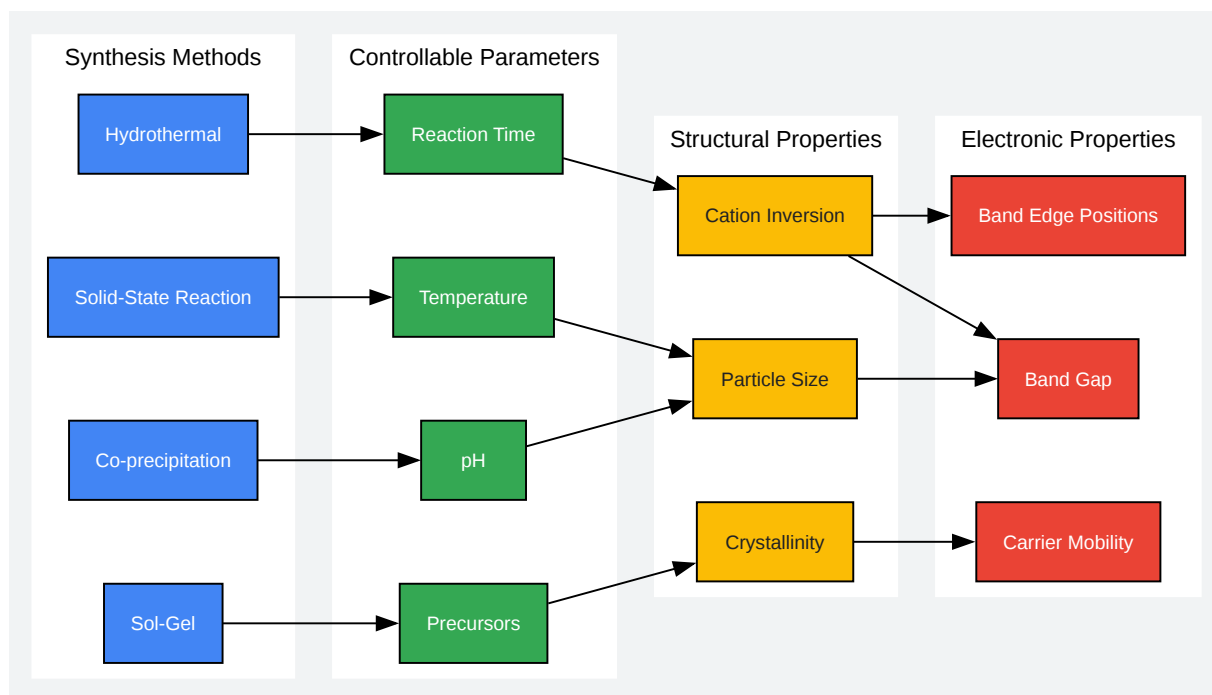 Synthesis Methods
Hydrothermal
Solid-State Reaction
Co-precipitation
Sol-Gel
Controllable Parameters
Reaction Time
Temperature
pH
Precursors
Structural Properties
Cation Inversion
Particle Size
Crystallinity
Electronic Properties
Band Edge Positions
Band Gap
Carrier Mobility